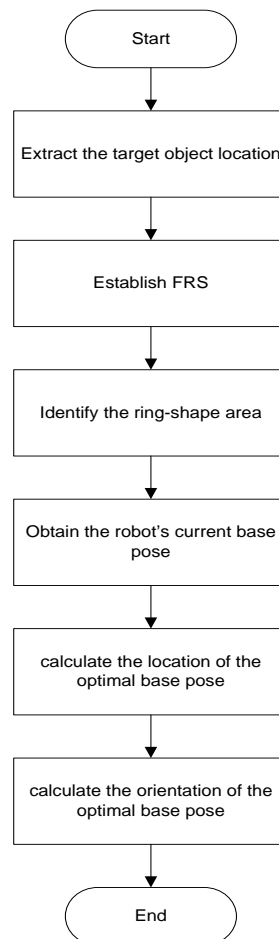 Start
Extract the target object location
Establish FRS
Identify the ring-shape area
Obtain the robot's current base
pose
calculate the location of the
optimal base pose
calculate the orientation of the
optimal base pose
End